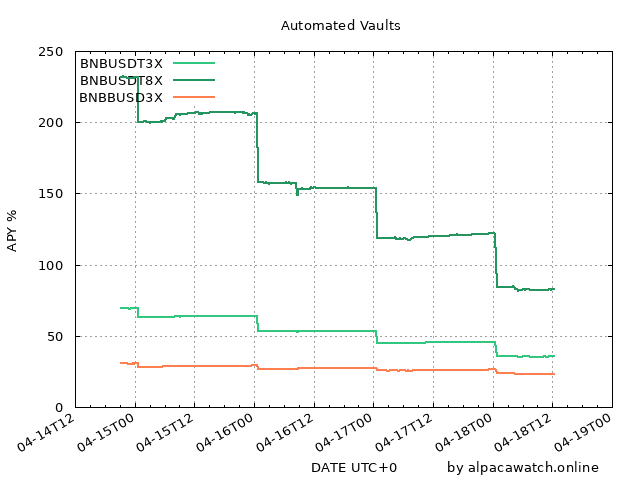 Automated Vaults
250
200
150
100
50
0
APY %
BNBUSDT3X
BNBUSDT8X
BNBBUSD3X
04-14T12
04-15T00
04-15T12
04-16T00
04-16T12
04-17T00
04-17T12
04-18T00
04-18T12
04-19T00
DATE UTC+0
by alpacawatch.online